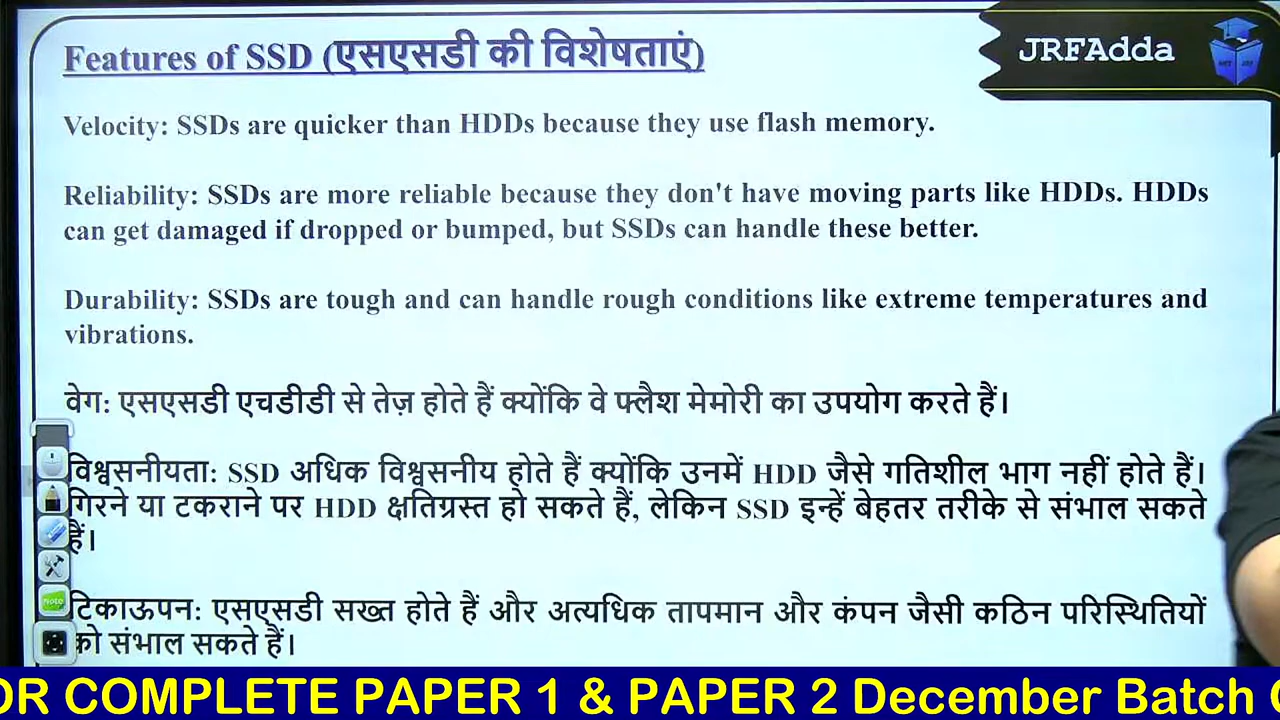 Features of SSD (एसएसडी की विशेषताएं)
JRFAdda
Velocity: SSDs are quicker than HDDs because they use flash memory.
Reliability: SSDs are more reliable because they don't have moving parts like HDDs. HDDs
can get damaged if dropped or bumped, but SSDs can handle these better.
Durability: SSDs are tough and can handle rough conditions like extreme temperatures and
vibrations.
वेग: एसएसडी एचडीडी से तेज़ होते हैं क्योंकि वे फ्लैश मेमोरी का उपयोग करते हैं।
विश्वसनीयता: SSD अधिक विश्वसनीय होते हैं क्योंकि उनमें HDD जैसे गतिशील भाग नहीं होते हैं।
गिरने या टकराने पर HDD क्षतिग्रस्त हो सकते हैं, लेकिन SSD इन्हें बेहतर तरीके से संभाल सकते
हैं।
Note
टिकाऊपन: एसएसडी सख्त होते हैं और अत्यधिक तापमान और कंपन जैसी कठिन परिस्थितियों
को संभाल सकते हैं।
OR COMPLETE PAPER 1 & PAPER 2 December Batch